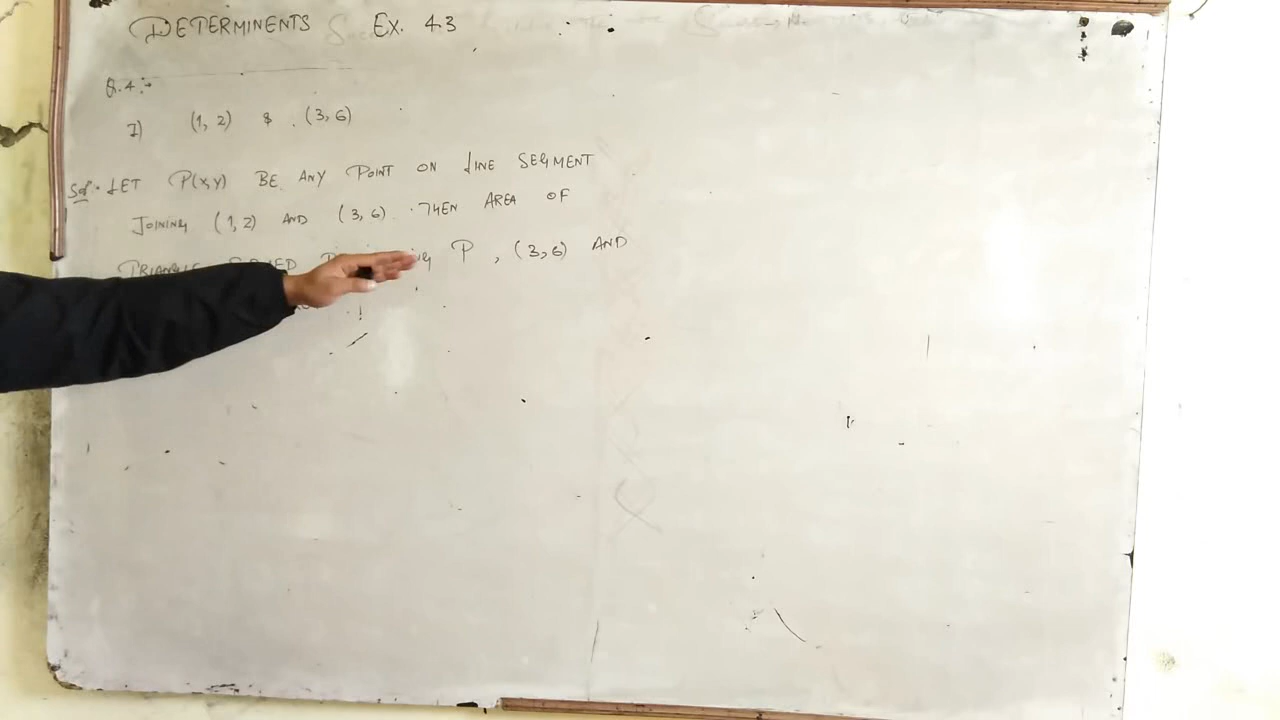 DETERMINENTS Ex. 4.3
Q.4:-
I) (1, 2) & (3, 6)
Sol. LET P(x,y) BE ANY POINT ON LINE SEGMENT
JOINING (1, 2) AND (3, 6). THEN AREA OF
TRIANGLE P, (3, 6) AND